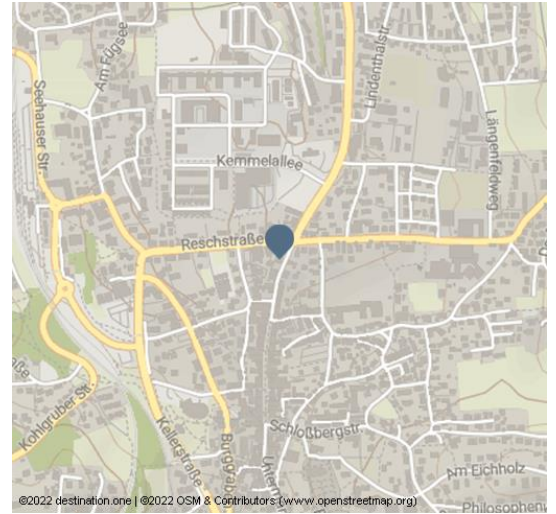 Am Fügsee
Seehauser Str.
Lindenthalstr.
Längenfeldweg
Kemmelallee
Reschstraße
Kohlgruber Str.
Kellerstraße
Schloßbergstr.
Am Eichholz
©2022 destination.one | ©2022 OSM & Contributors (www.openstreetmap.org)